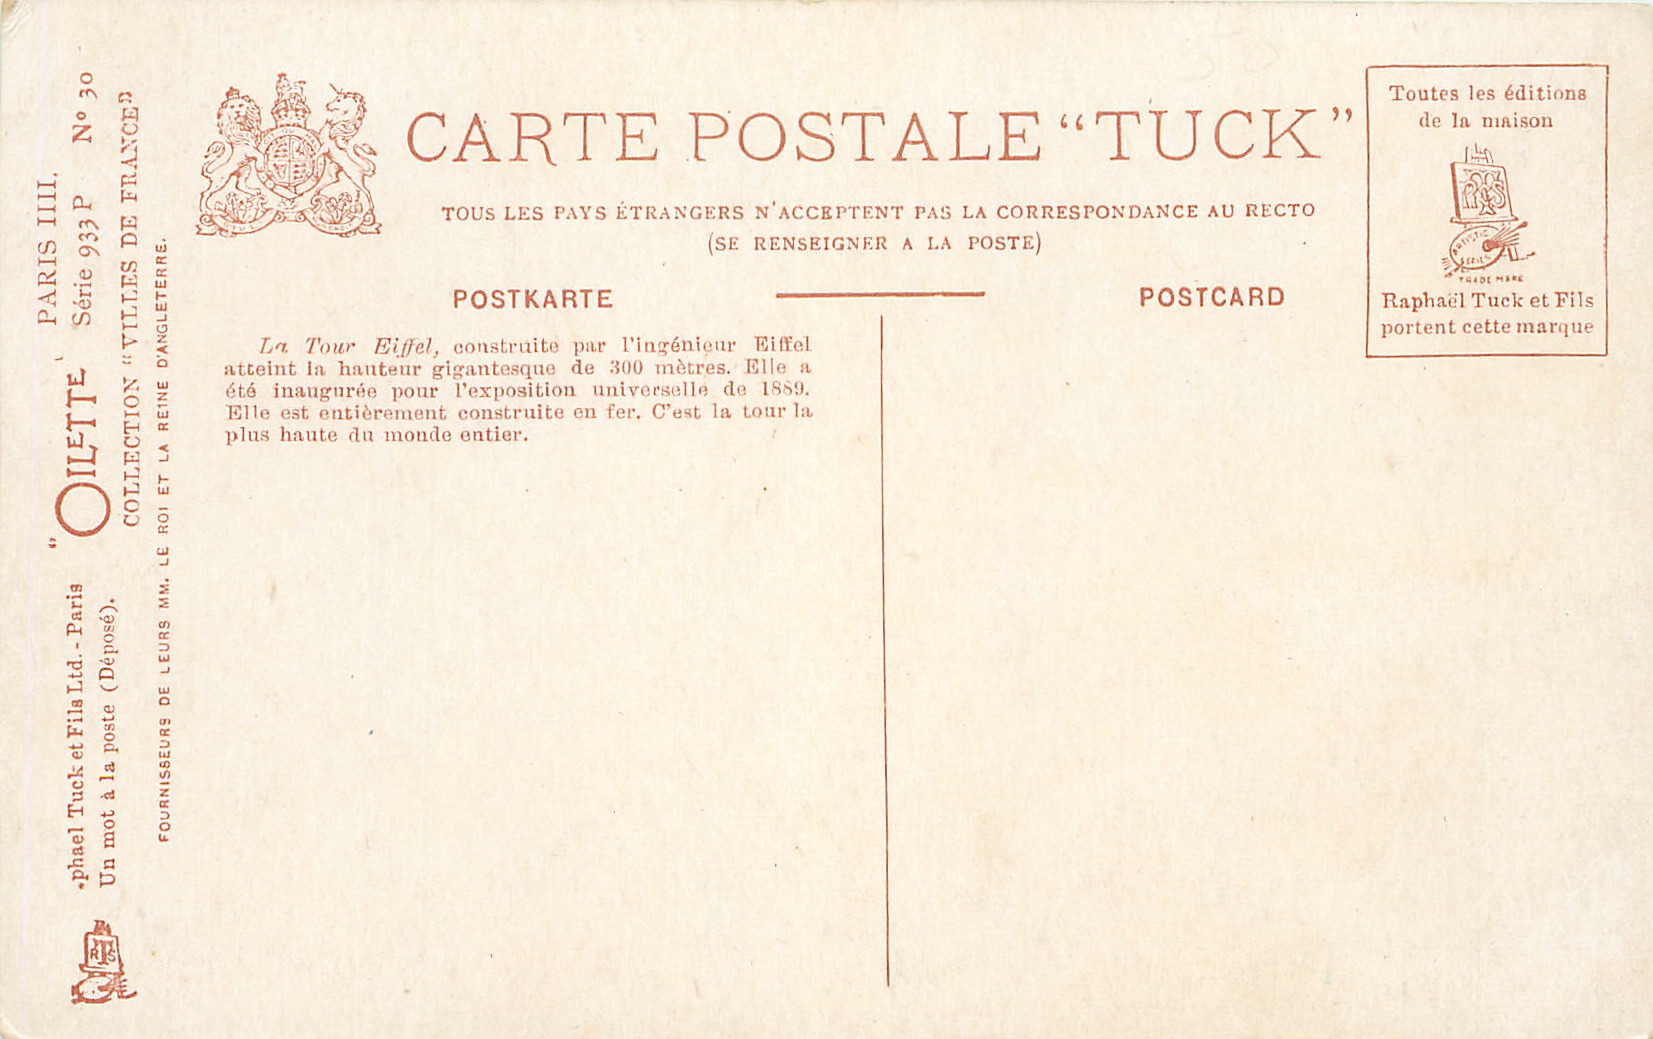 CARTE POSTALE “TUCK”
TOUS LES PAYS ÉTRANGERS N'ACCEPTENT PAS LA CORRESPONDANCE AU RECTO
(SE RENSEIGNER A LA POSTE)
POSTKARTE
POSTCARD
Toutes les éditions
de la maison
ARTISTIC
SERIES
TRADE MARK
Raphaël Tuck et Fils
portent cette marque
La Tour Eiffel, construite par l'ingénieur Eiffel
atteint la hauteur gigantesque de 300 mètres. Elle a
été inaugurée pour l'exposition universelle de 1889.
Elle est entièrement construite en fer. C'est la tour la
plus haute du monde entier.
PARIS IIII.
“OILETTE” Série 933 P Nº 30
COLLECTION “VILLES DE FRANCE”
phael Tuck et Fils Ltd. - Paris
Un mot à la poste (Déposé).
FOURNISSEURS DE LEURS MM. LE ROI ET LA REINE D'ANGLETERRE.
R T S